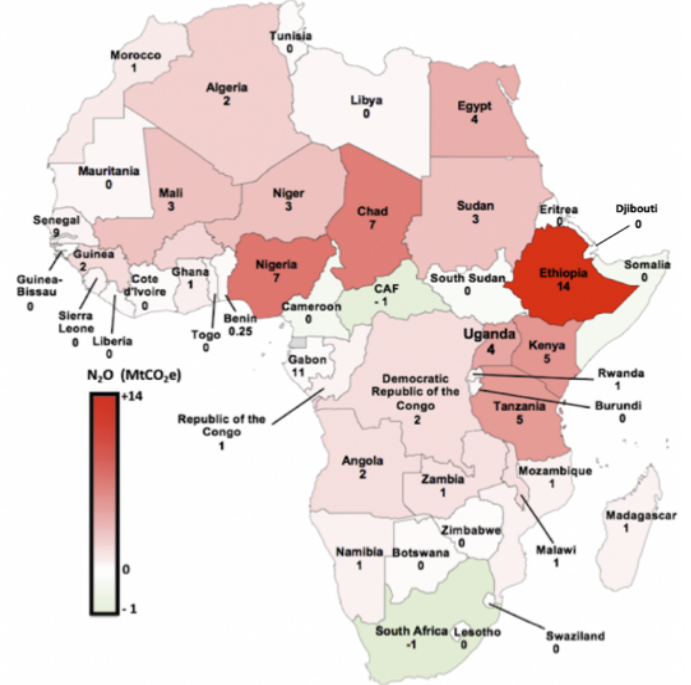 Tunisia
0
Morocco
1
Algeria
2
Libya
0
Egypt
4
Mauritania
0
Mali
3
Niger
3
Chad
7
Sudan
3
Eritrea
0
Djibouti
0
Senegal
9
Guinea
2
Guinea-
Bissau
0
Sierra
Leone
0
Liberia
0
Cote
d'Ivoire
0
Ghana
1
Togo
0
Benin
0.25
Nigeria
7
Cameroon
0
CAF
- 1
South Sudan
0
Ethiopia
14
Somalia
0
Uganda
4
Kenya
5
Gabon
11
Democratic
Republic of the
Congo
2
Rwanda
1
Burundi
0
Tanzania
5
Republic of the
Congo
1
N₂O (MtCO₂e)
+14
0
- 1
Angola
2
Zambia
1
Mozambique
1
Malawi
1
Madagascar
1
Zimbabwe
0
Namibia
1
Botswana
0
South Africa
-1
Lesotho
0
Swaziland
0